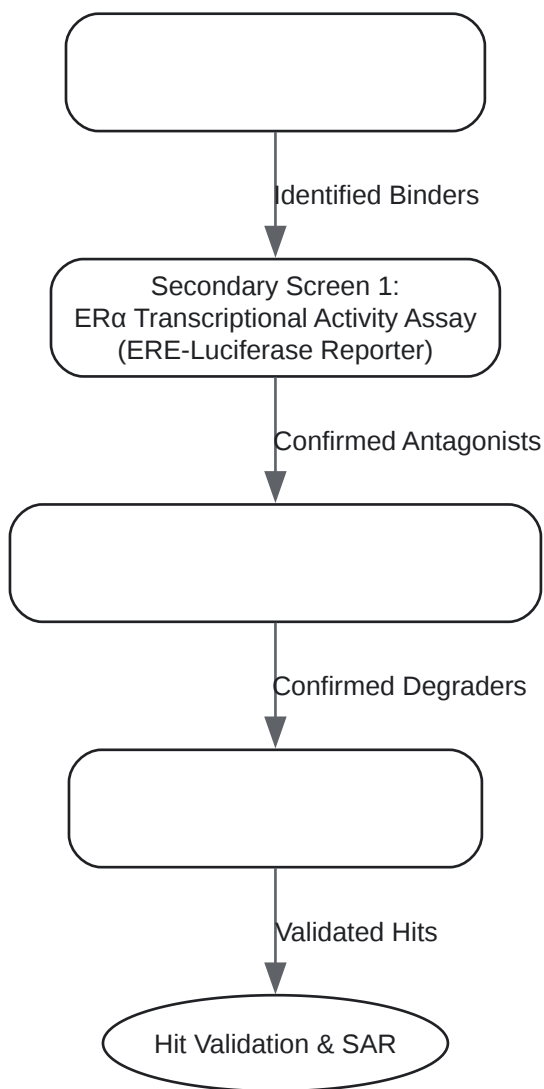 Identified Binders
Secondary Screen 1:
ERα Transcriptional Activity Assay
(ERE-Luciferase Reporter)
Confirmed Antagonists
Confirmed Degraders
Validated Hits
Hit Validation & SAR